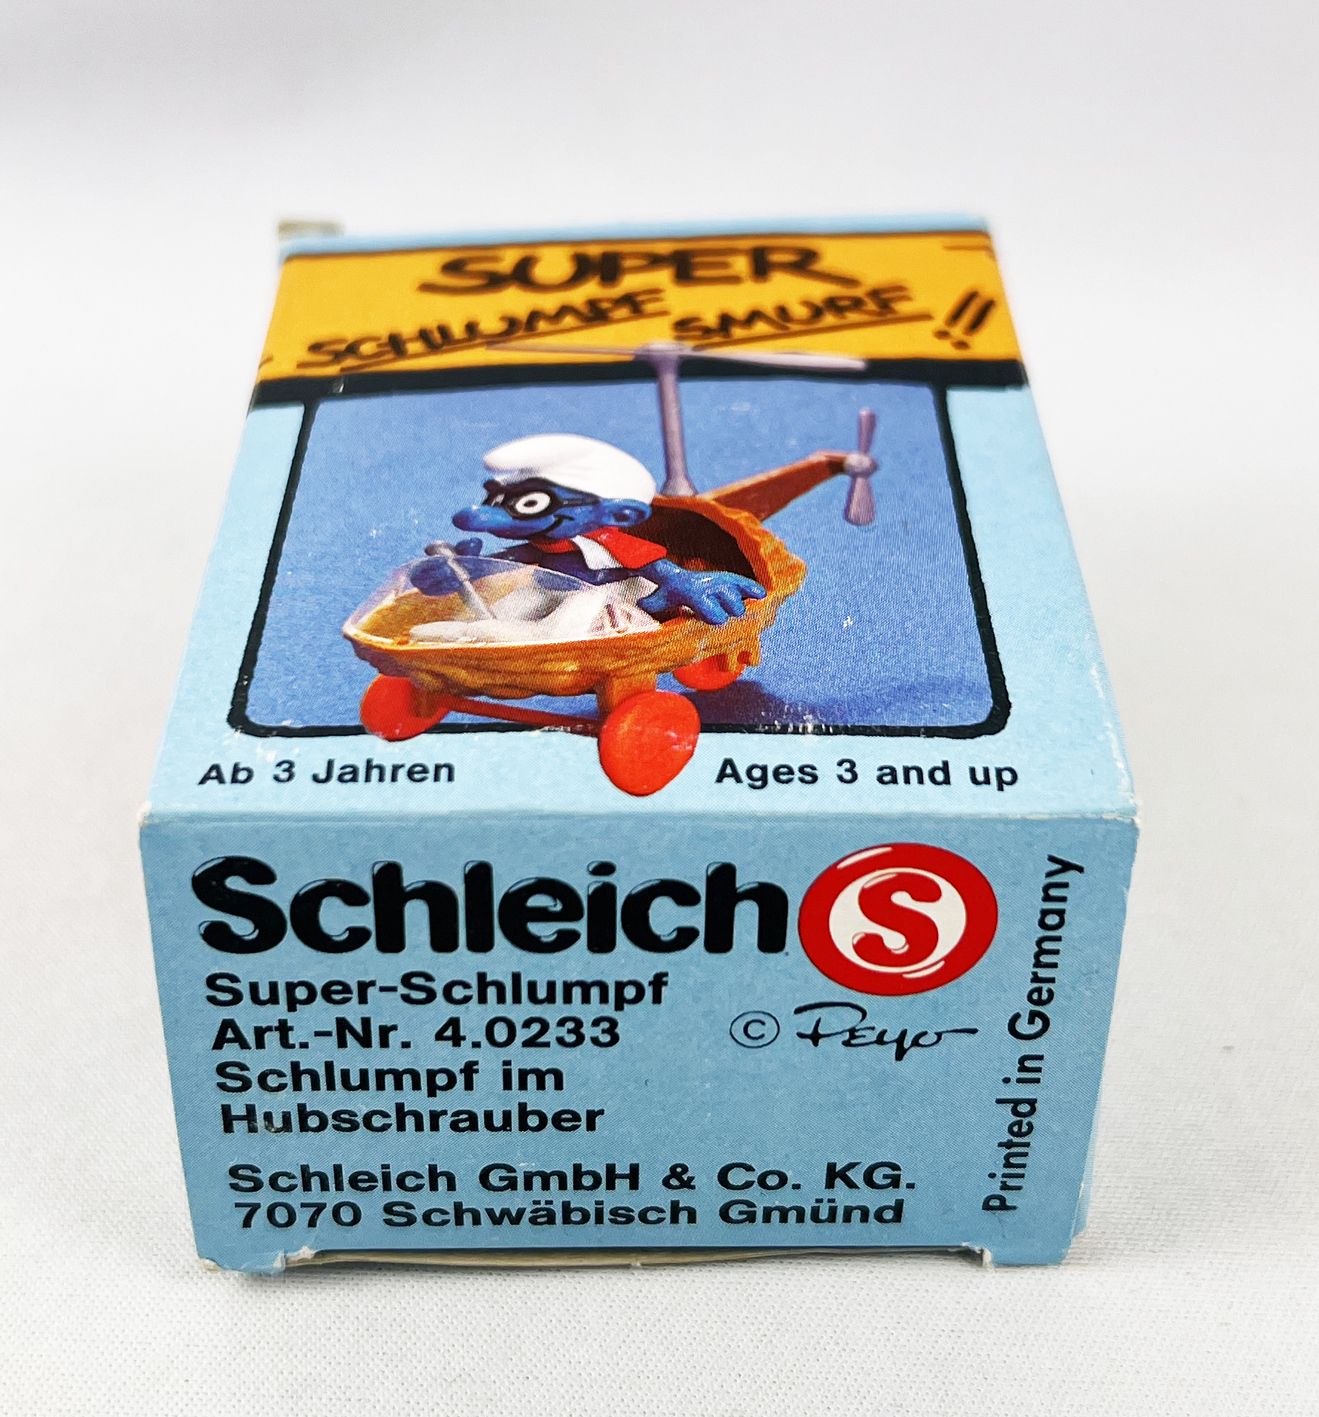 SUPER
SCHLUMPF SMURF !!
Ab 3 Jahren Ages 3 and up
Schleich S
Super-Schlumpf
Art.-Nr. 4.0233
© Peyo
Schlumpf im
Hubschrauber
Schleich GmbH & Co. KG.
7070 Schwäbisch Gmünd
Printed in Germany